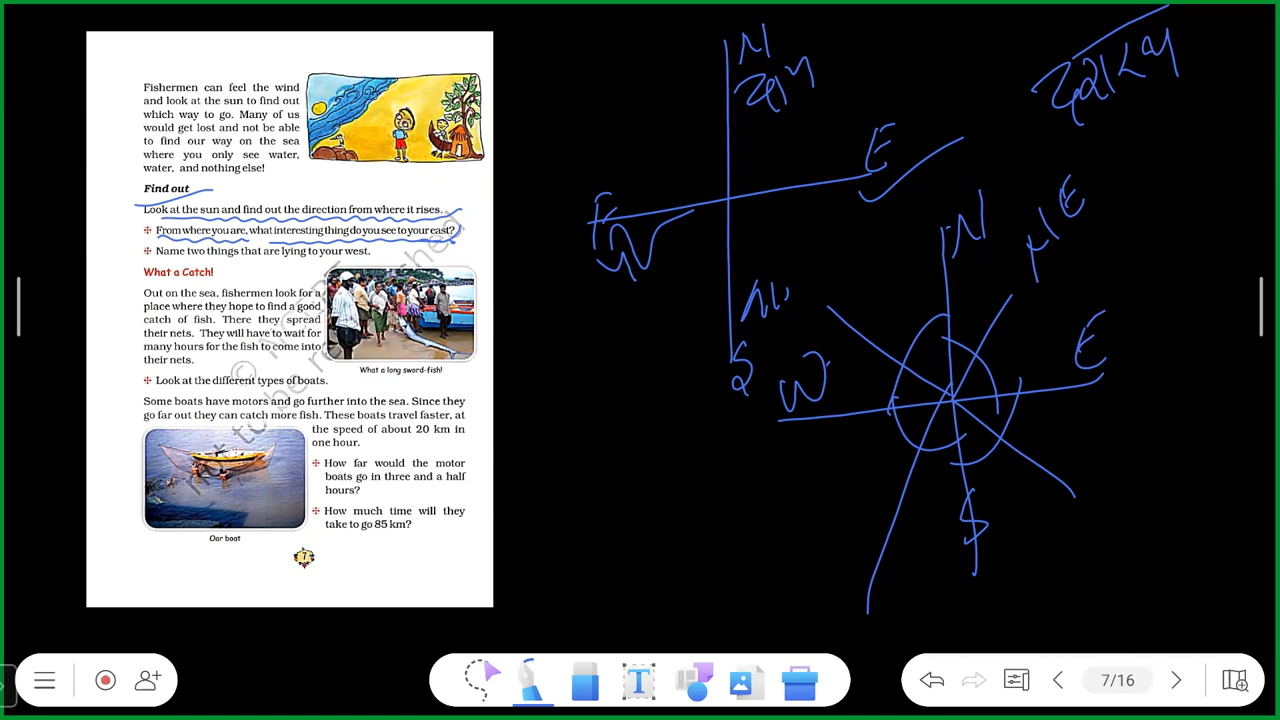 Fishermen can feel the wind
and look at the sun to find out
which way to go. Many of us
would get lost and not be able
to find our way on the sea
where you only see water,
water, and nothing else!
Find out
Look at the sun and find out the direction from where it rises.
From where you are, what interesting thing do you see to your east?
Name two things that are lying to your west.
What a Catch!
Out on the sea, fishermen look for a
place where they hope to find a good
catch of fish. There they spread
their nets. They will have to wait for
many hours for the fish to come into
their nets.
What a long sword-fish!
Look at the different types of boats.
Some boats have motors and go further into the sea. Since they
go far out they can catch more fish. These boats travel faster, at
the speed of about 20 km in
one hour.
How far would the motor
boats go in three and a half
hours?
How much time will they
take to go 85 km?
Oar boat
7
© NCERT
not to be republished
N
E
W
S
N
N E
E
W
S
7/16